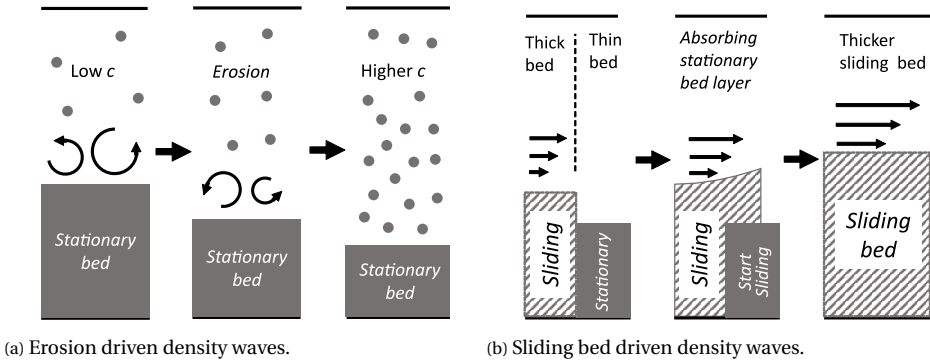 Low c
Erosion
Higher c
Stationary
bed
Stationary
bed
Stationary
bed
Thick
bed
Thin
bed
Absorbing
stationary
bed layer
Thicker
sliding bed
Sliding
Stationary
Sliding
Start
Sliding
Sliding
bed
(a) Erosion driven density waves.
(b) Sliding bed driven density waves.